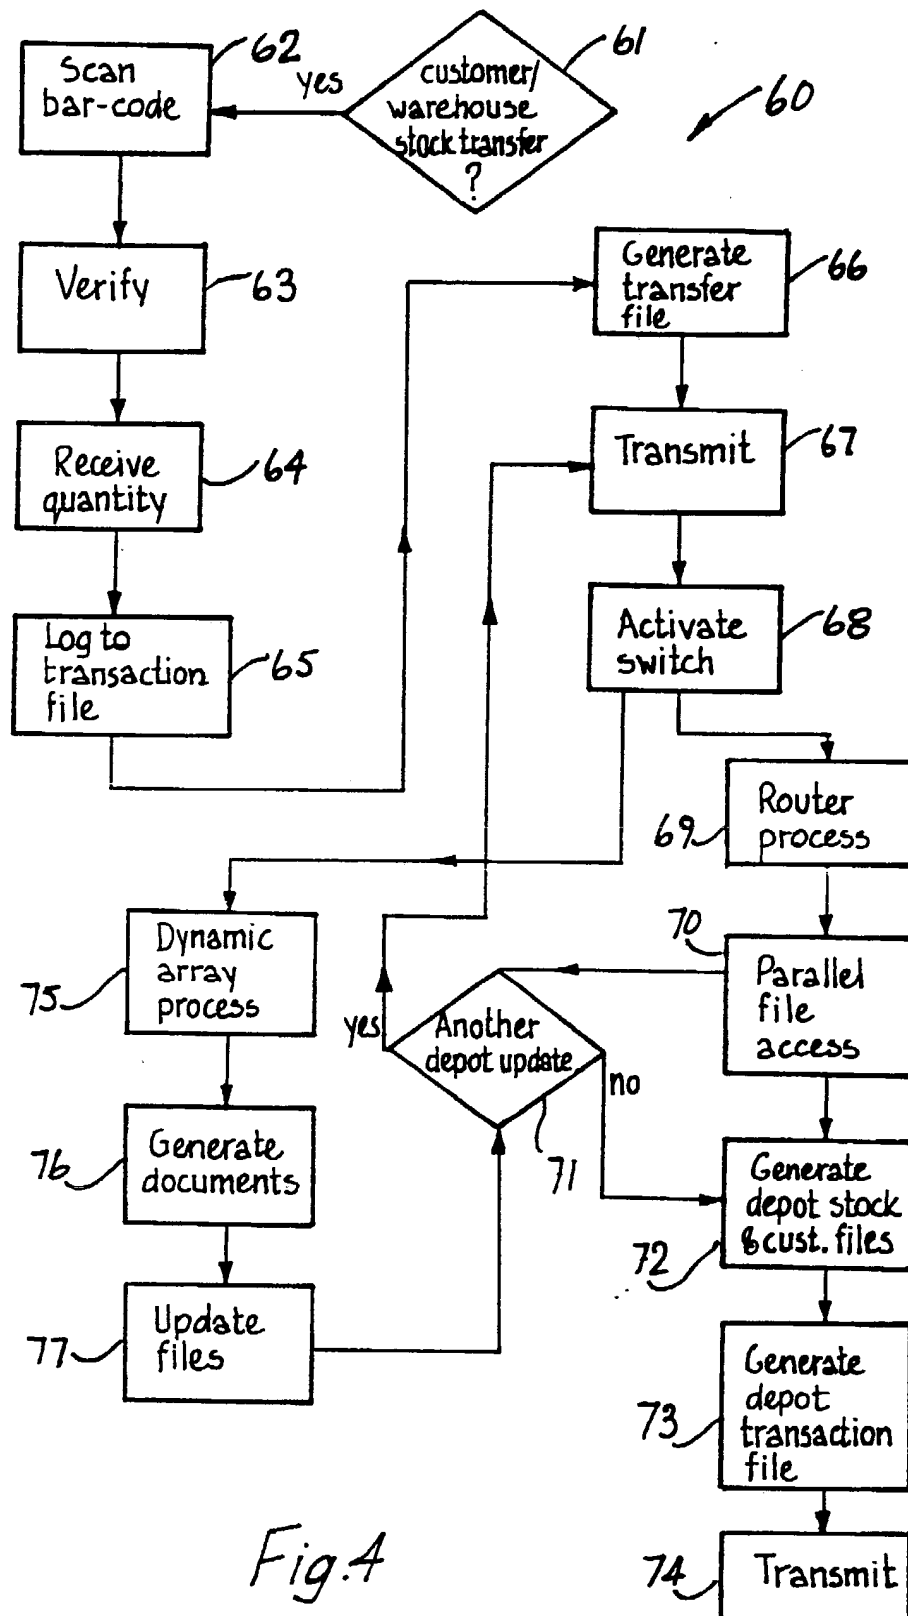 62
61
60
Scan
bar-code
yes
customer/
warehouse
stock transfer
?
Verify
63
Generate
transfer
file
66
Receive
quantity
64
Transmit
67
Log to
transaction
file
65
Activate
switch
68
Router
process
69
Dynamic
array
process
75
70
Parallel
file
access
yes
Another
depot update
no
71
Generate
documents
76
Generate
depot stock
& cust. files
72
Update
files
77
Generate
depot
transaction
file
73
Transmit
74
Fig.4